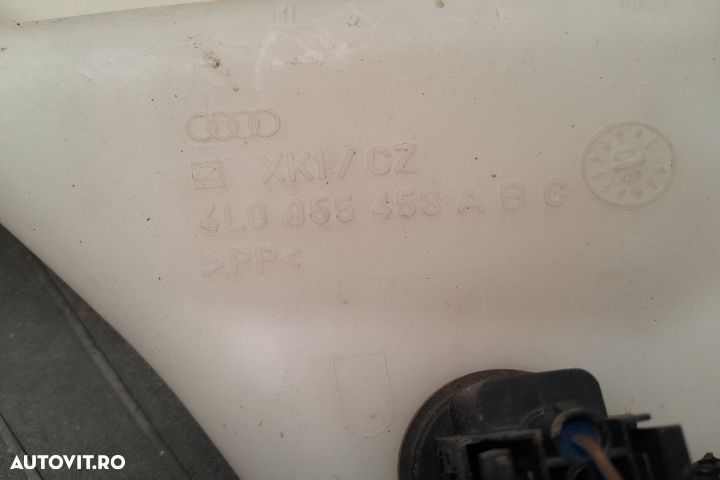 XK1/CZ
4L0 955 453 A B C
>PP<
AUTOVIT.RO